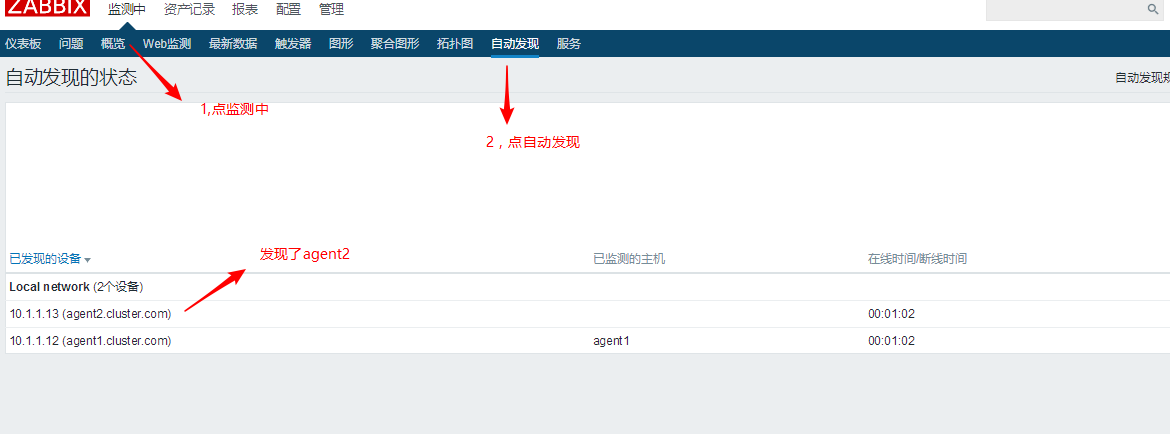 ZABBIX 监测中 资产记录 报表 配置 管理
仪表板 问题 概览 Web监测 最新数据 触发器 图形 聚合图形 拓扑图 自动发现 服务
自动发现的状态 自动发现规
1,点监测中
2，点自动发现
发现了agent2
已发现的设备 已监测的主机 在线时间/断线时间
Local network (2个设备)
10.1.1.13 (agent2.cluster.com) 00:01:02
10.1.1.12 (agent1.cluster.com) agent1 00:01:02